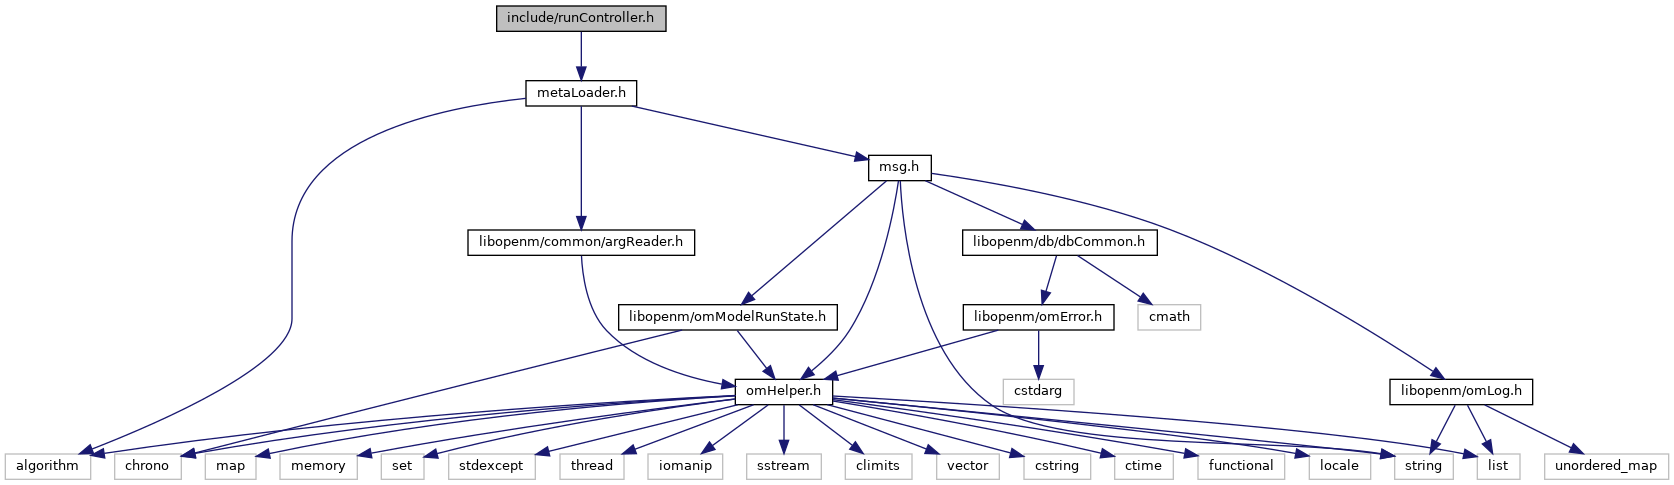 include/runController.h
metaLoader.h
msg.h
libopenm/common/argReader.h
libopenm/db/dbCommon.h
libopenm/omModelRunState.h
libopenm/omError.h
cmath
omHelper.h
cstdarg
libopenm/omLog.h
algorithm
chrono
map
memory
set
stdexcept
thread
iomanip
sstream
climits
vector
cstring
ctime
functional
locale
string
list
unordered_map